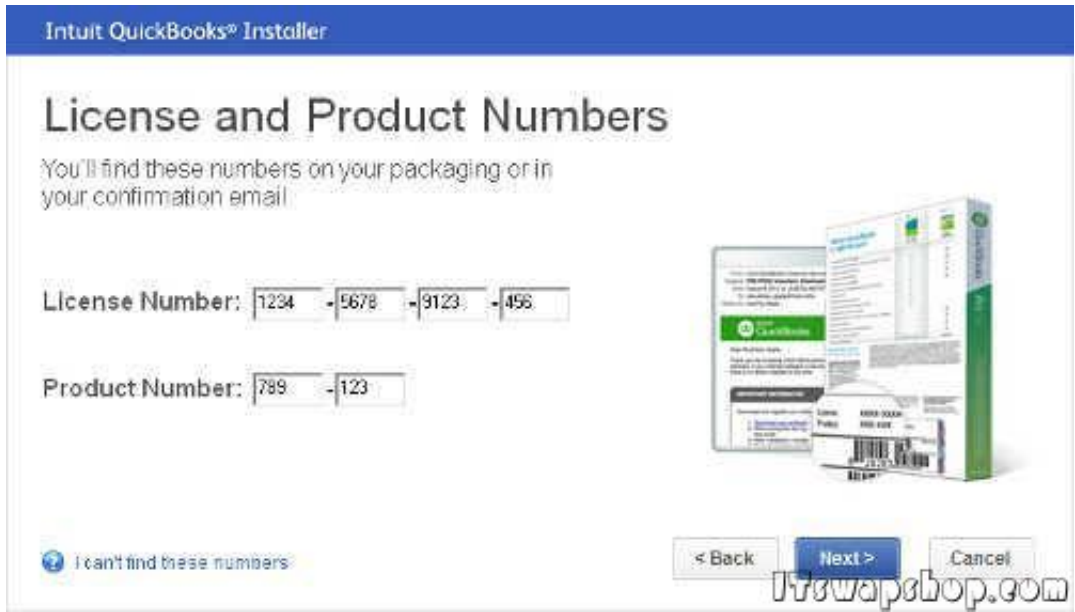 Intuit QuickBooks® Installer
License and Product Numbers
You'll find these numbers on your packaging or in
your confirmation email
License Number: 1234 - 5678 - 9123 - 456
Product Number: 789 - 123
QuickBooks
I can't find these numbers
< Back Next > Cancel
ITswapshop.com